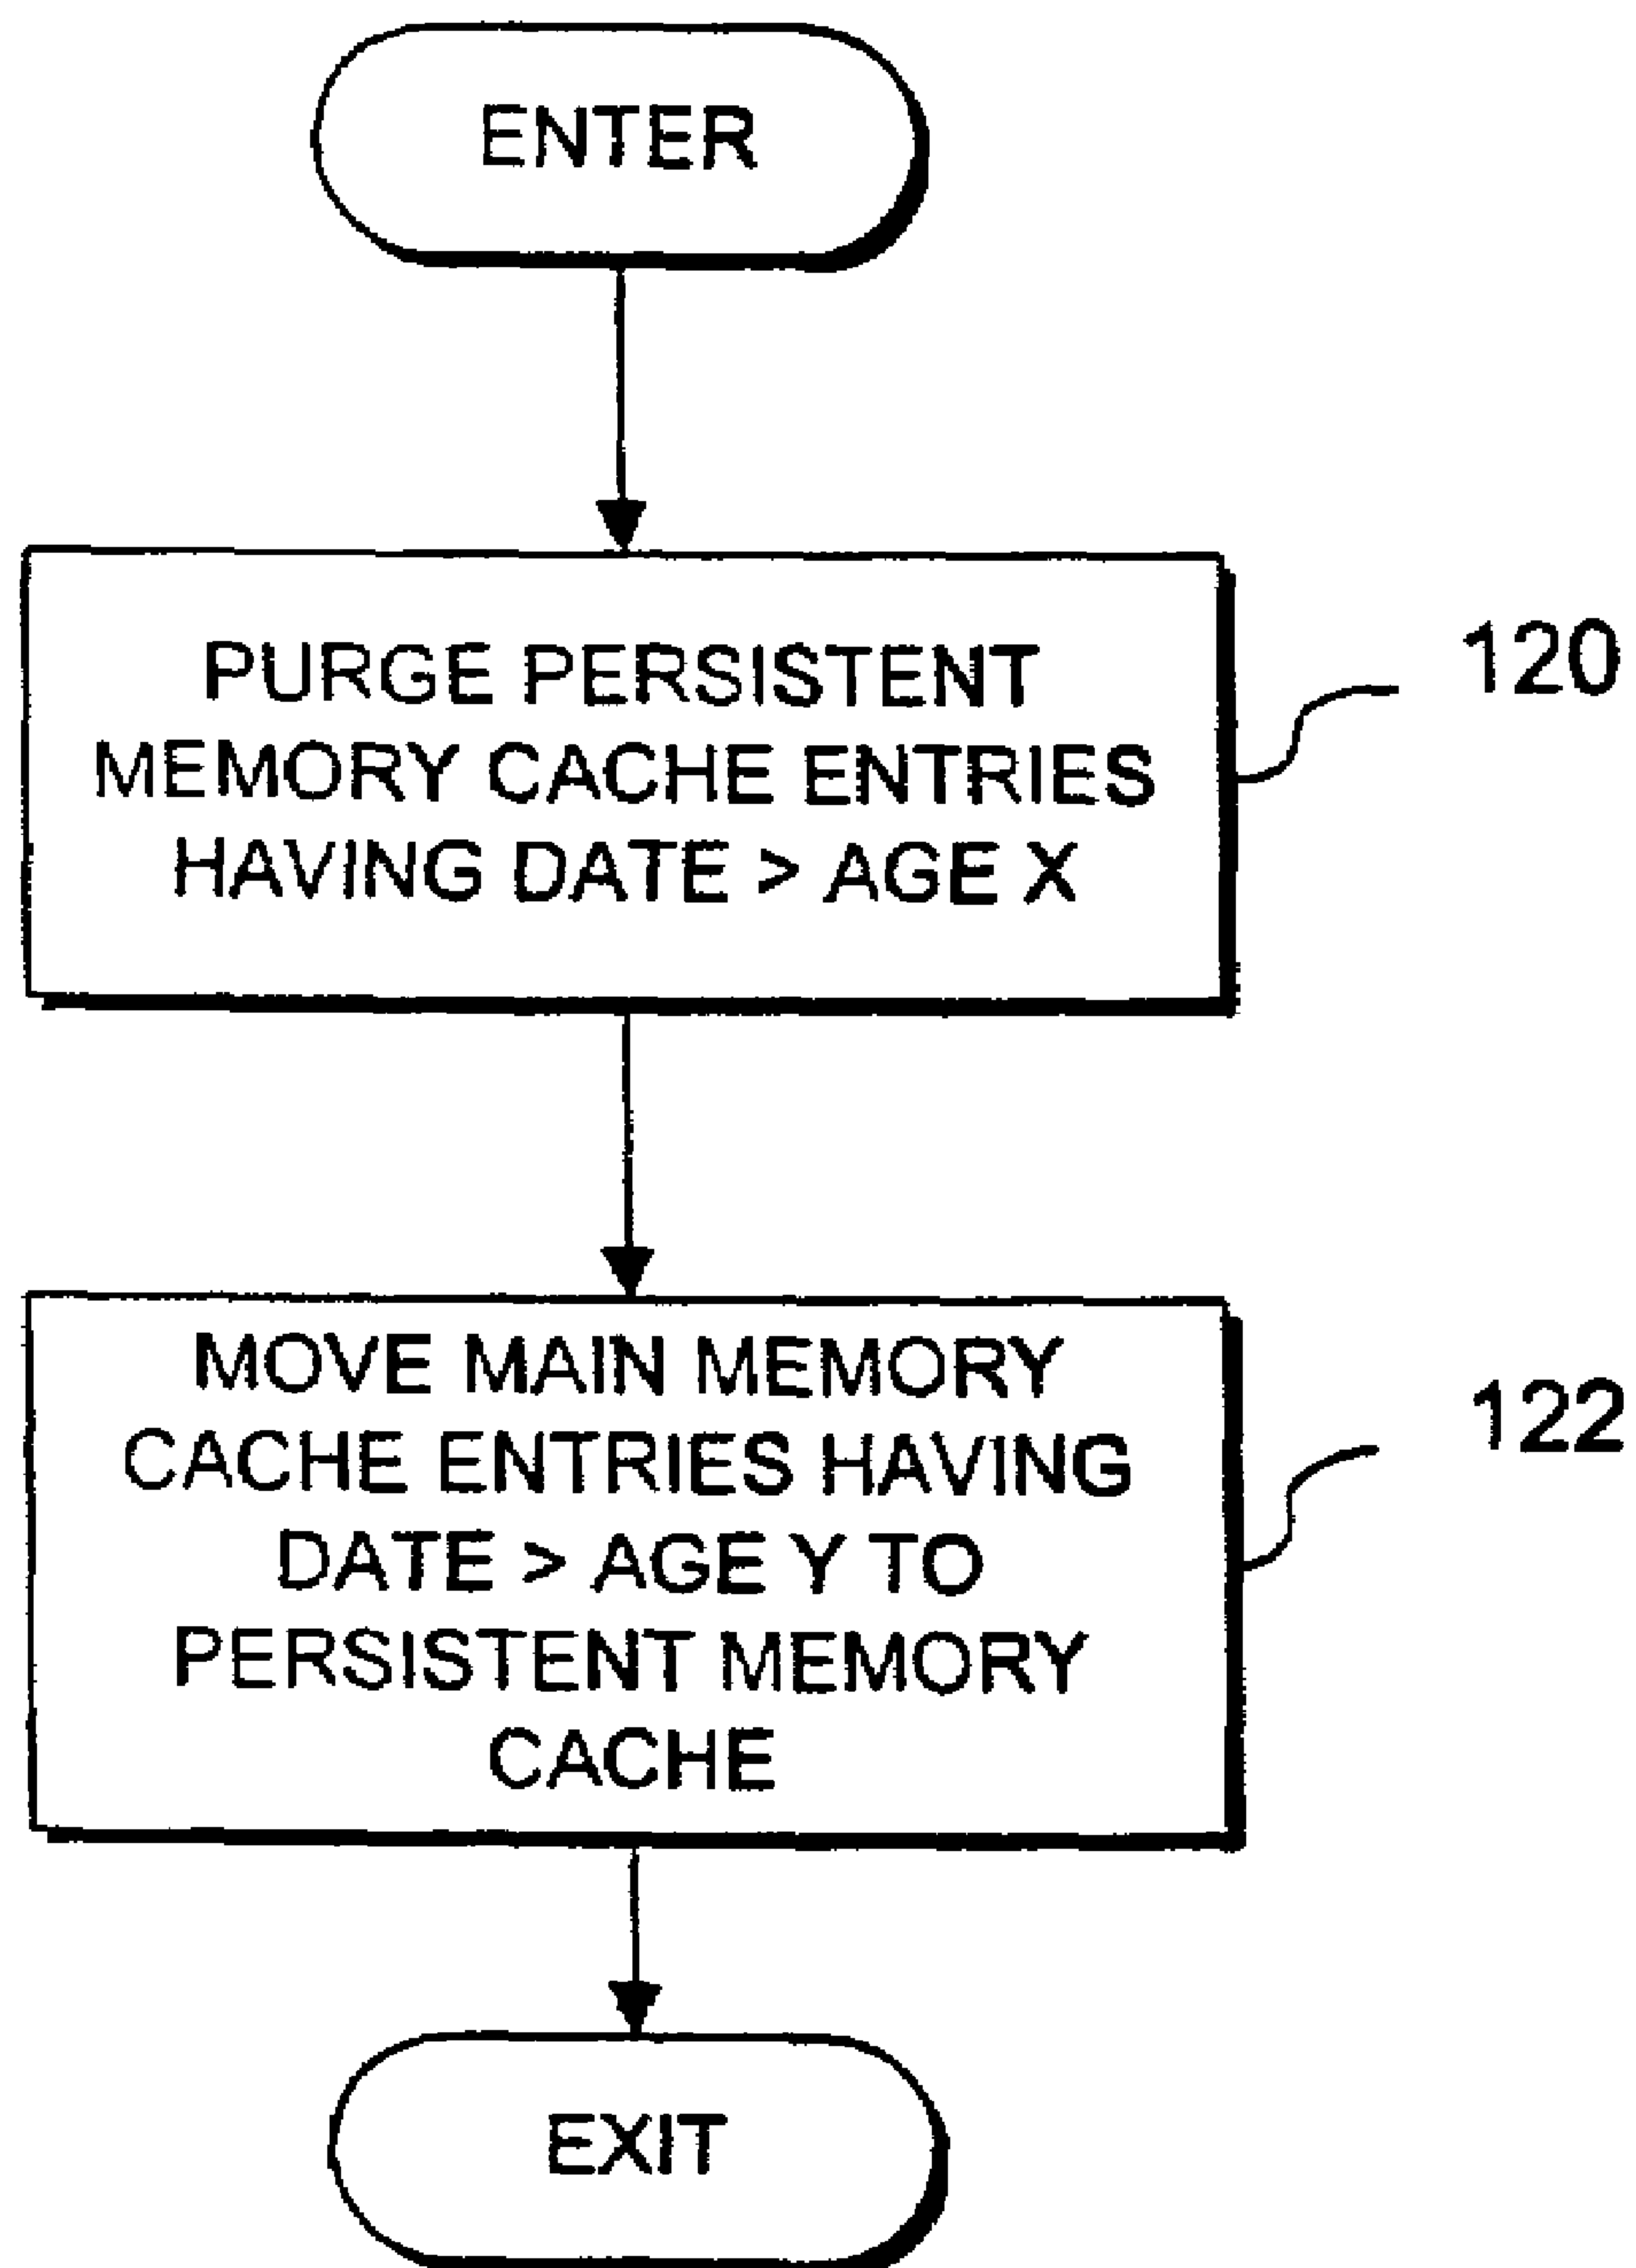 ENTER
PURGE PERSISTENT
MEMORY CACHE ENTRIES
HAVING DATE > AGE X
120
MOVE MAIN MEMORY
CACHE ENTRIES HAVING
DATE > AGE Y TO
PERSISTENT MEMORY
CACHE
122
EXIT